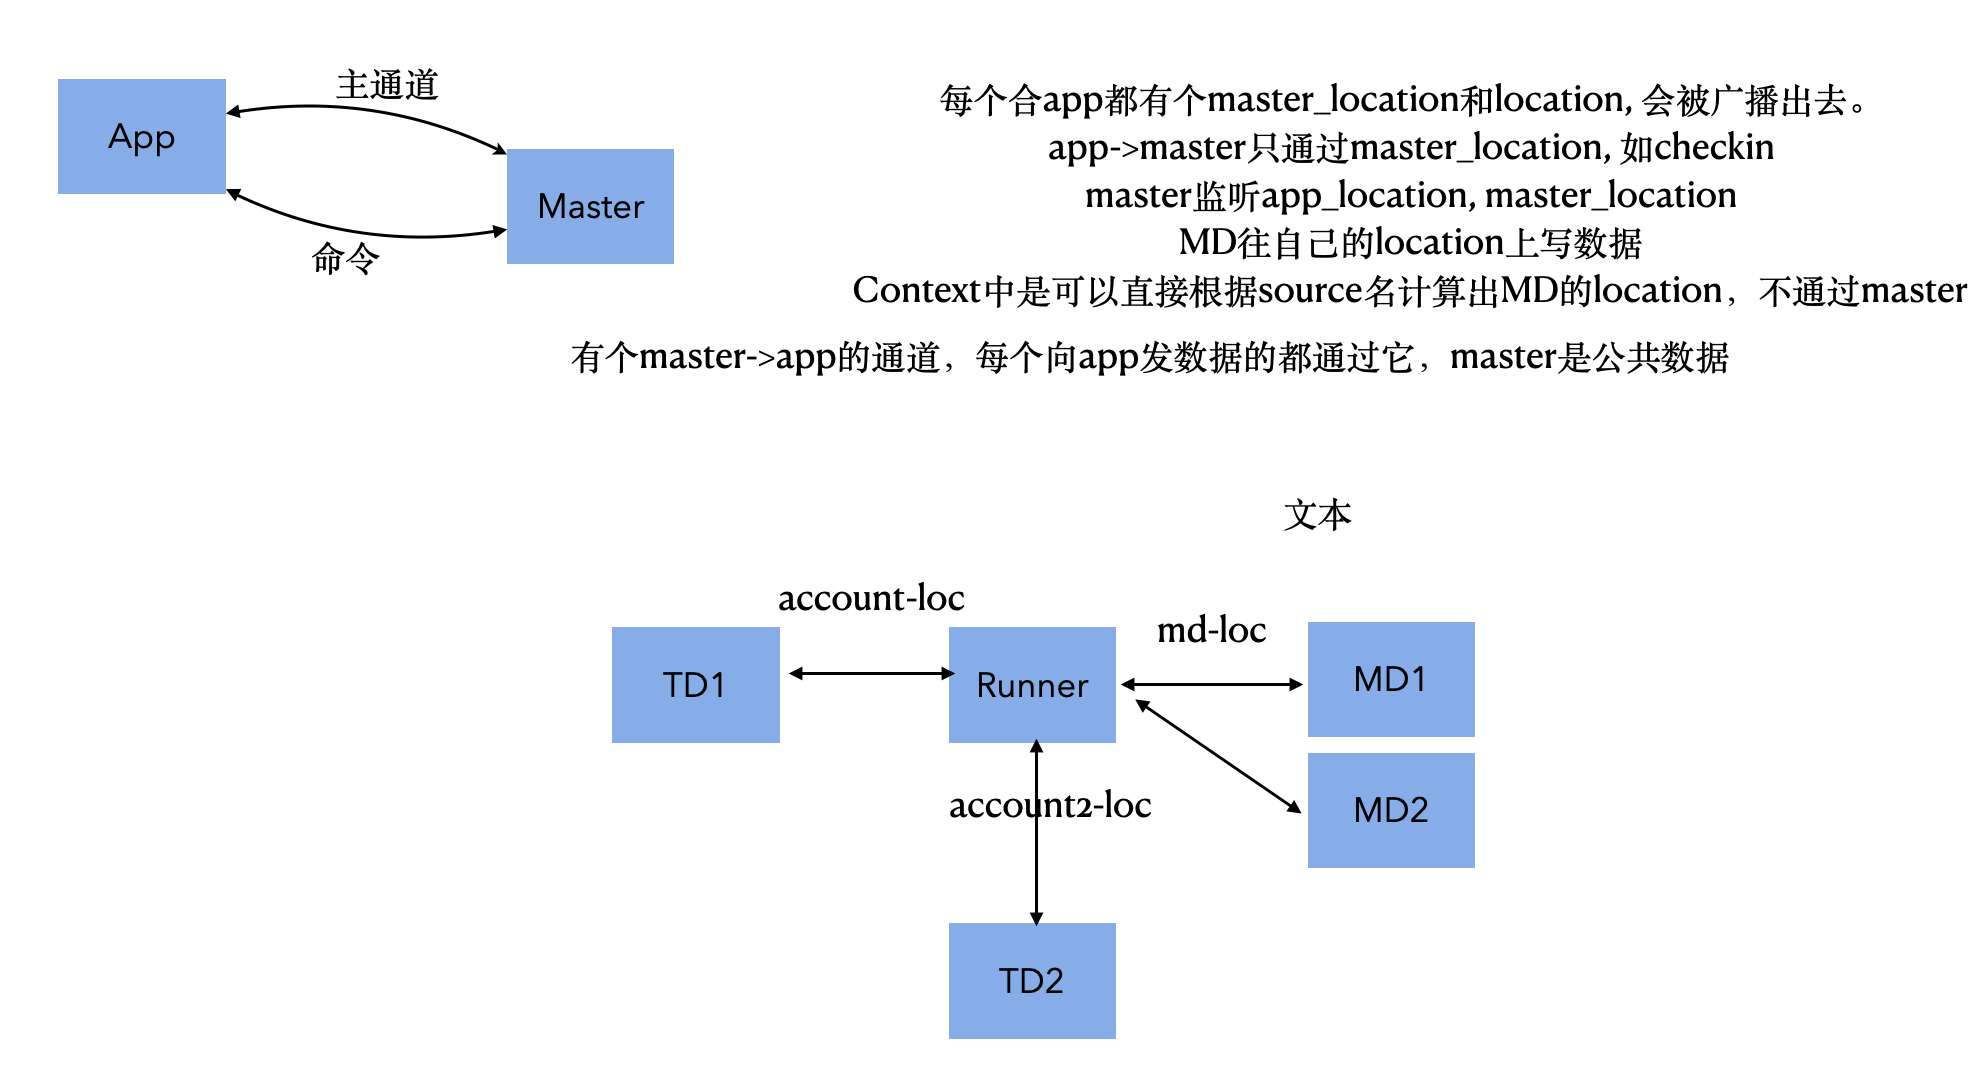 主通道
App
Master
命令
每个合app都有个master_location和location, 会被广播出去。
app->master只通过master_location, 如checkin
master监听app_location, master_location
MD往自己的location上写数据
Context中是可以直接根据source名计算出MD的location，不通过master
有个master->app的通道，每个向app发数据的都通过它，master是公共数据
文本
account-loc
md-loc
TD1
Runner
MD1
account2-loc
MD2
TD2